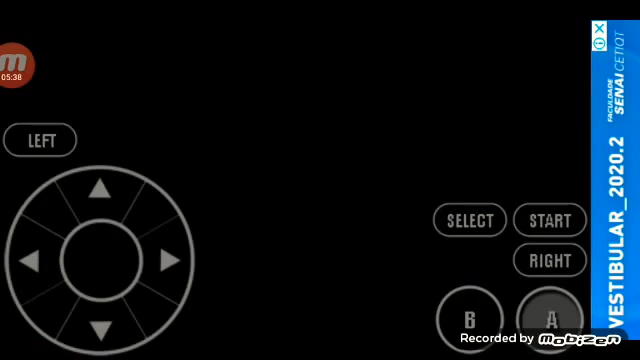 m
05:38
LEFT
SELECT
START
RIGHT
B
A
VESTIBULAR_2020.2
FACULDADE
SENAI CETIQT
Recorded by mobizen